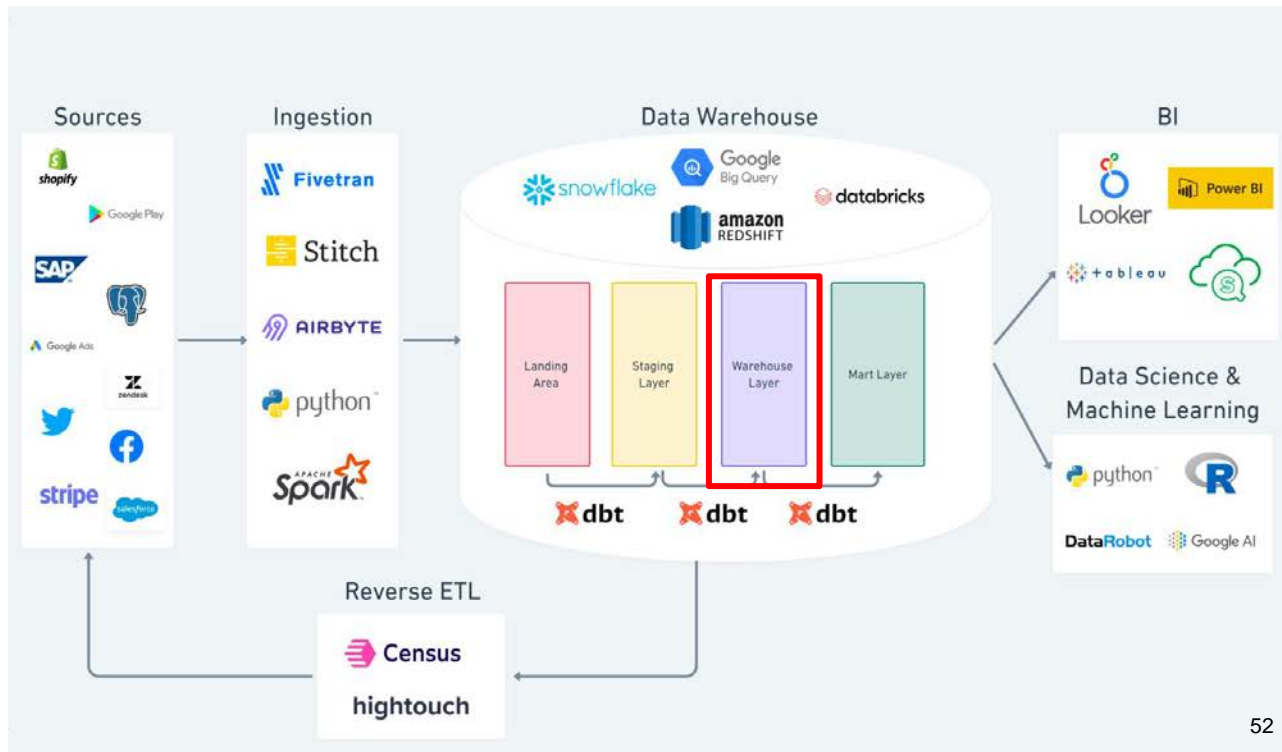 Sources
shopify
Google Play
SAP
Google Ads
zendesk
stripe
salesforce
Ingestion
Fivetran
Stitch
AIRBYTE
python
APACHE
Spark
Data Warehouse
snowflake
Google
Big Query
amazon
REDSHIFT
databricks
Landing
Area
Staging
Layer
Warehouse
Layer
Mart Layer
dbt
dbt
dbt
BI
Looker
Power BI
+ableau
S
Data Science &
Machine Learning
python
R
DataRobot
Google AI
Reverse ETL
Census
hightouch
52